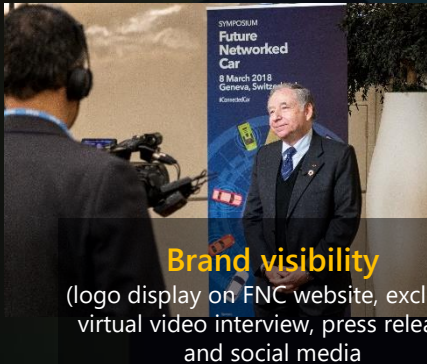 SYMPOSIUM
Future
Networked
Car
8 March 2018
Geneva,
#ConnectedCar
Brand visibility
(logo display on FNC website,
virtual video interview, press
and social media